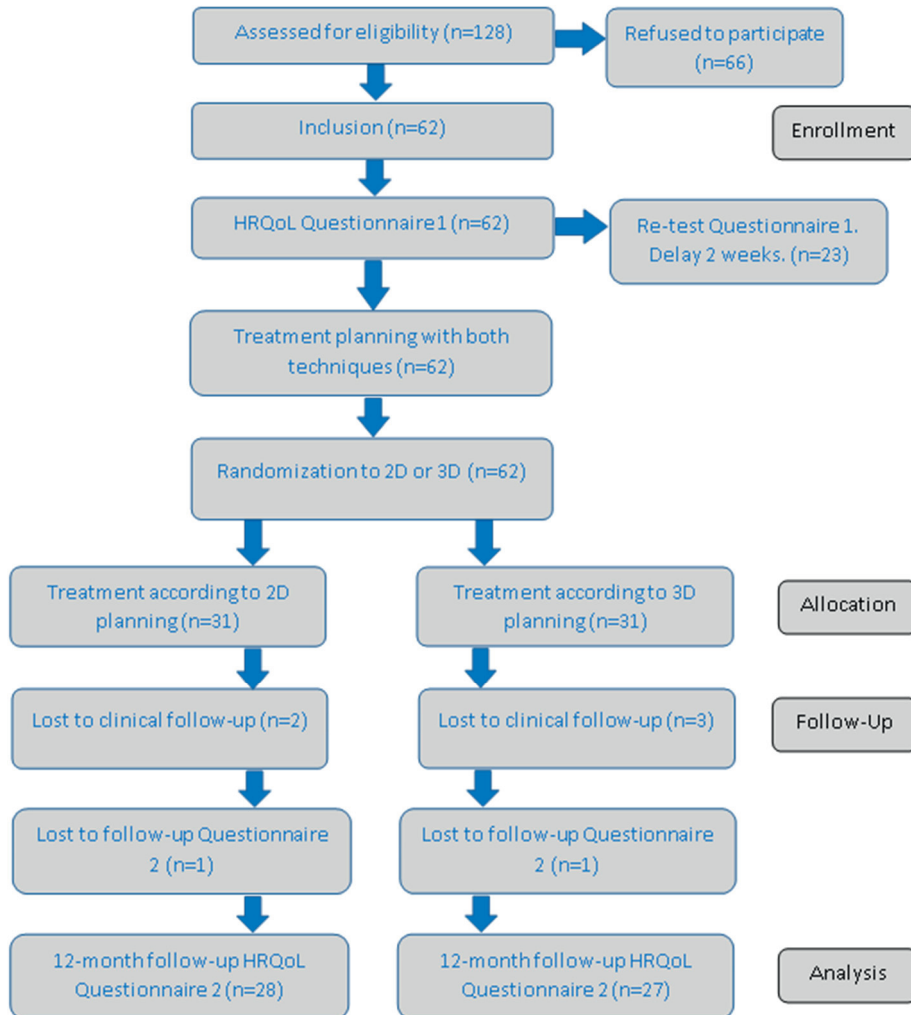 Assessed for eligibility (n=128)
Refused to participate
(n=66)
Inclusion (n=62)
Enrollment
HRQoL Questionnaire 1 (n=62)
Re-test Questionnaire 1.
Delay 2 weeks. (n=23)
Treatment planning with both
techniques (n=62)
Randomization to 2D or 3D (n=62)
Treatment according to 2D
planning (n=31)
Treatment according to 3D
planning (n=31)
Allocation
Lost to clinical follow-up (n=2)
Lost to clinical follow-up (n=3)
Follow-Up
Lost to follow-up Questionnaire
2 (n=1)
Lost to follow-up Questionnaire
2 (n=1)
12-month follow-up HRQoL
Questionnaire 2 (n=28)
12-month follow-up HRQoL
Questionnaire 2 (n=27)
Analysis